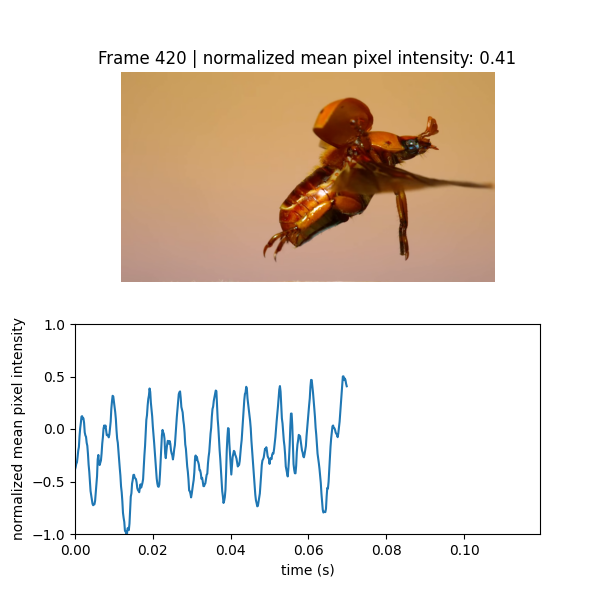 Frame 420 | normalized mean pixel intensity: 0.41
normalized mean pixel intensity
1.0
0.5
0.0
−0.5
−1.0
0.00 0.02 0.04 0.06 0.08 0.10
time (s)